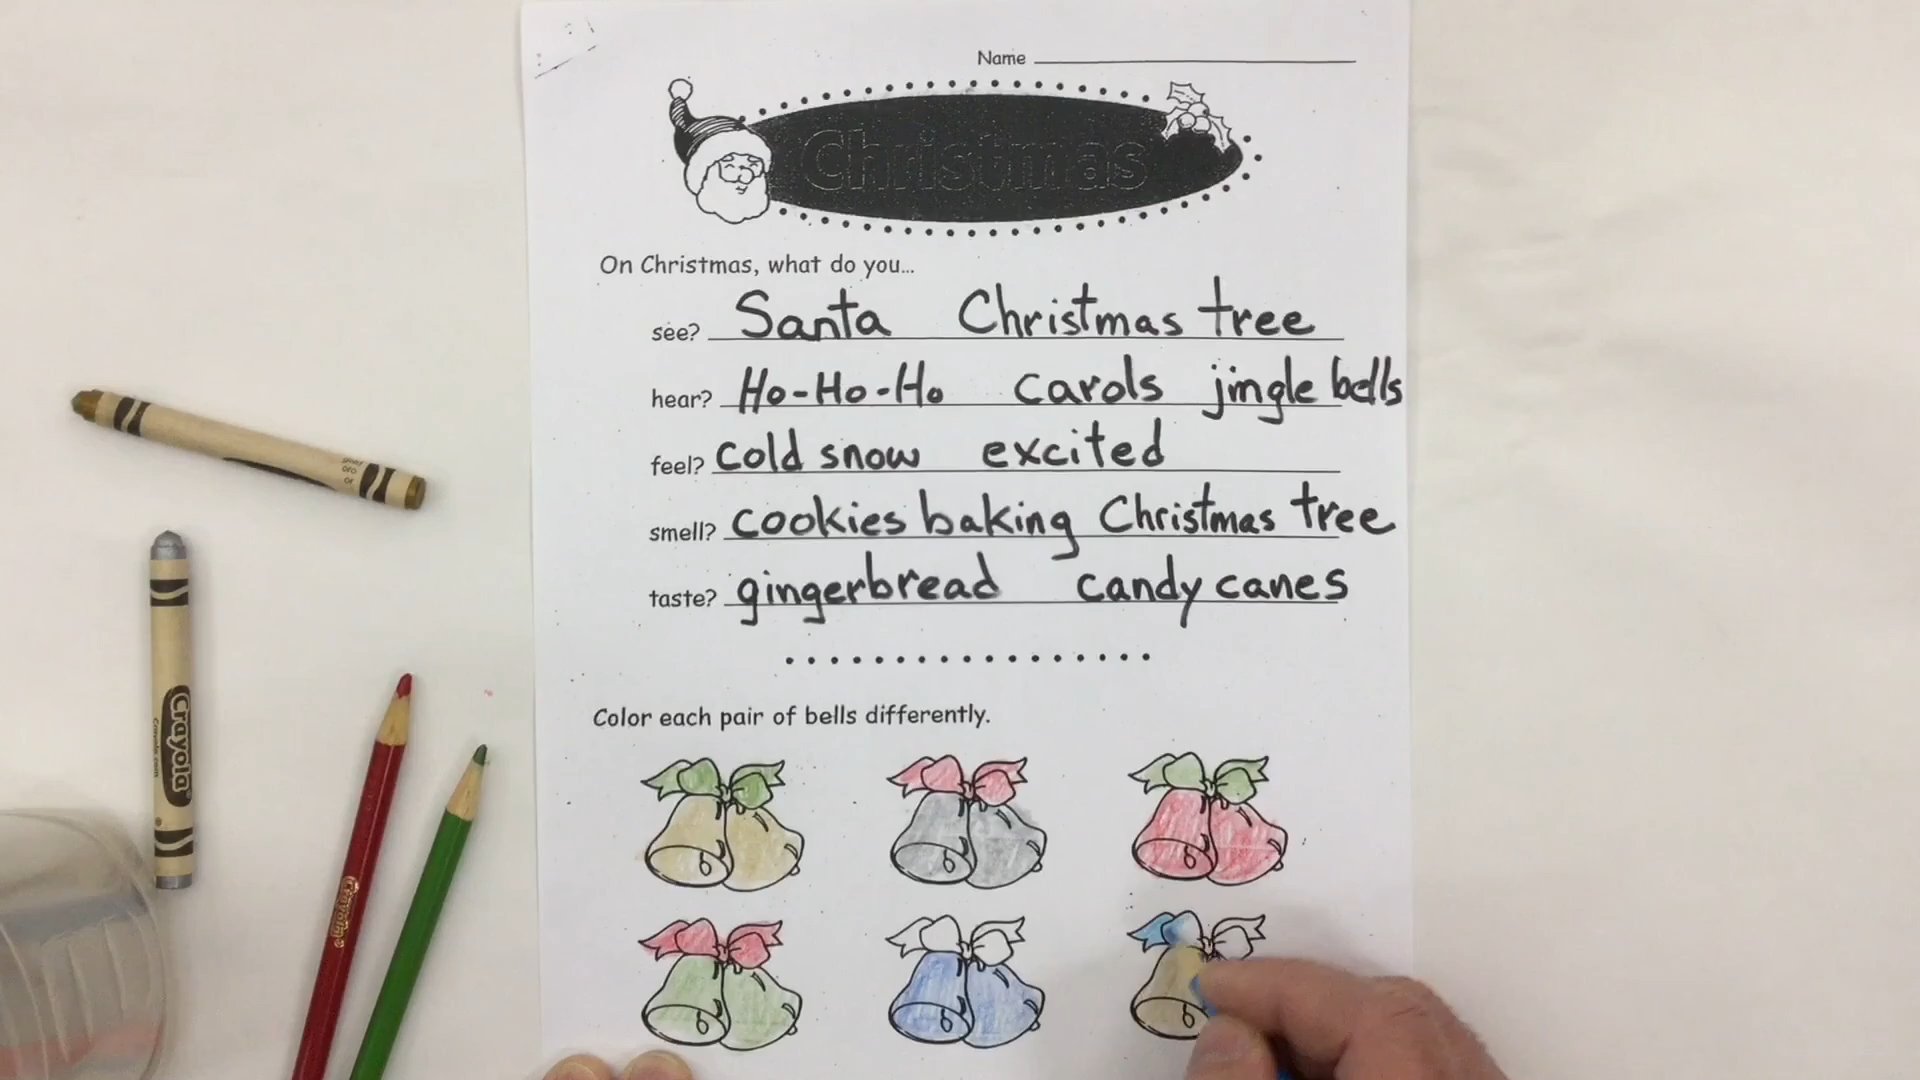 Name
Christmas
On Christmas, what do you...
see? Santa Christmas tree
hear? Ho-Ho-Ho carols jingle bells
feel? cold snow excited
smell? cookies baking Christmas tree
taste? gingerbread candy canes
Color each pair of bells differently.
Crayola
Crayola.com
Crayola